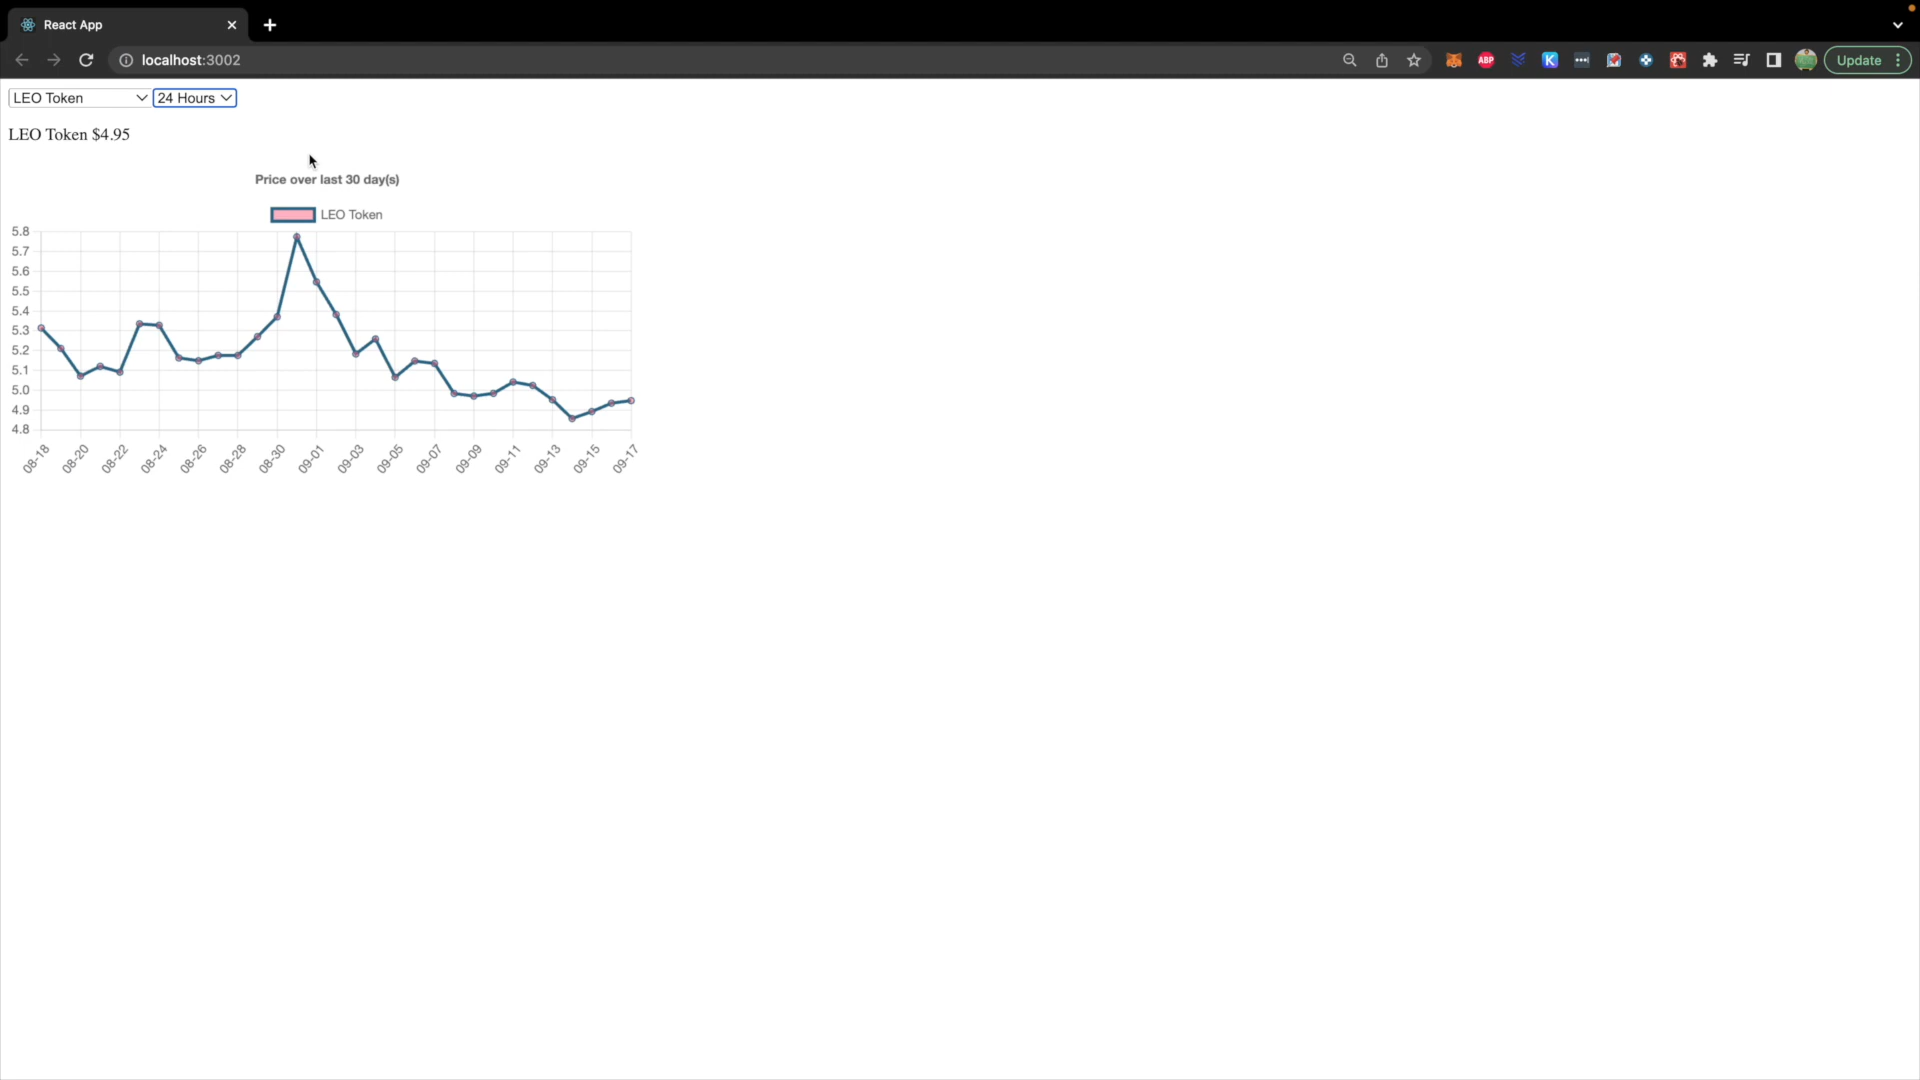 React App
localhost:3002
ABP
K
Update
LEO Token
24 Hours
LEO Token $4.95
Price over last 30 day(s)
LEO Token
5.8
5.7
5.6
5.5
5.4
5.3
5.2
5.1
5.0
4.9
4.8
08-18
08-20
08-22
08-24
08-26
08-28
08-30
09-01
09-03
09-05
09-07
09-09
09-11
09-13
09-15
09-17